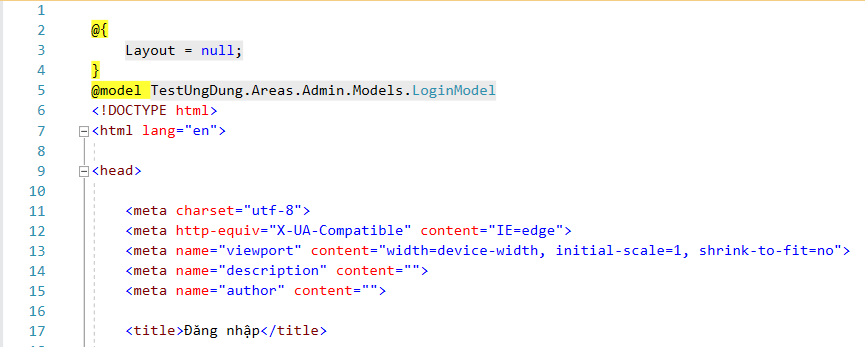 1
2 @{
3 Layout = null;
4 }
5 @model TestUngDung.Areas.Admin.Models.LoginModel
6 <!DOCTYPE html>
7 <html lang="en">
8
9 <head>
10
11 <meta charset="utf-8">
12 <meta http-equiv="X-UA-Compatible" content="IE=edge">
13 <meta name="viewport" content="width=device-width, initial-scale=1, shrink-to-fit=no">
14 <meta name="description" content="">
15 <meta name="author" content="">
16
17 <title>Đăng nhập</title>